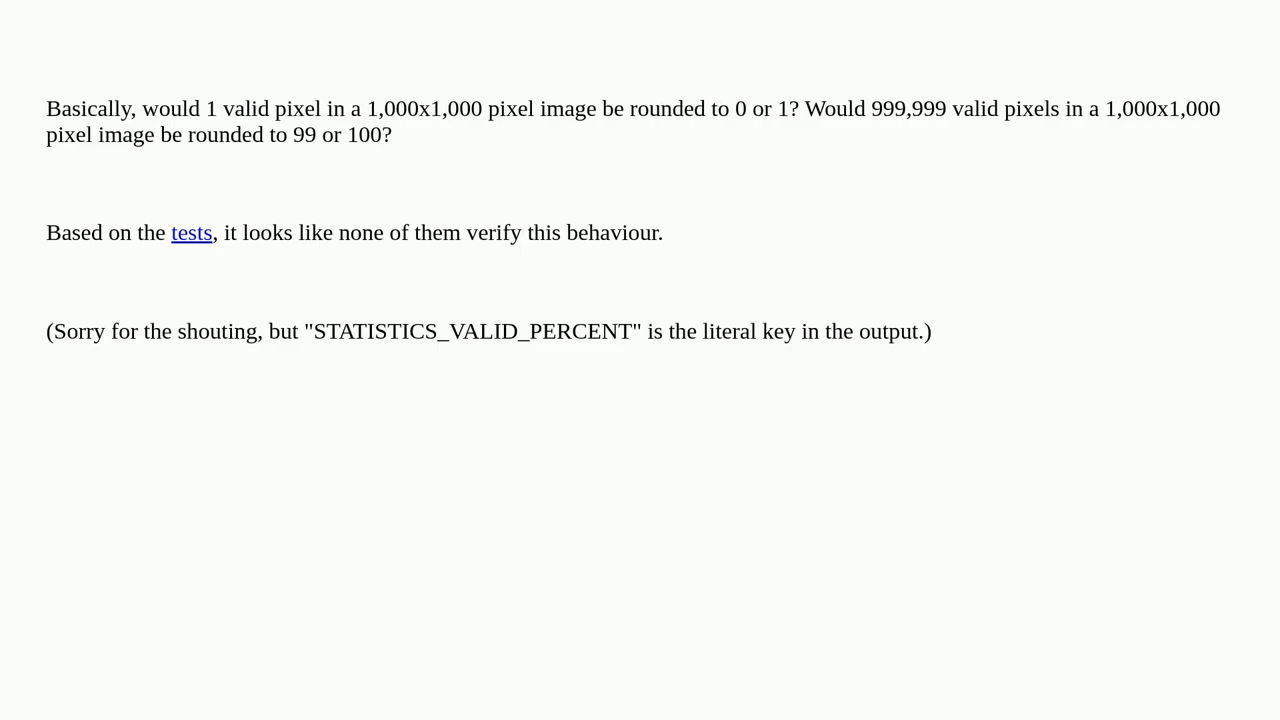 Basically, would 1 valid pixel in a 1,000x1,000 pixel image be rounded to 0 or 1? Would 999,999 valid pixels in a 1,000x1,000
pixel image be rounded to 99 or 100?
Based on the tests, it looks like none of them verify this behaviour.
(Sorry for the shouting, but "STATISTICS_VALID_PERCENT" is the literal key in the output.)